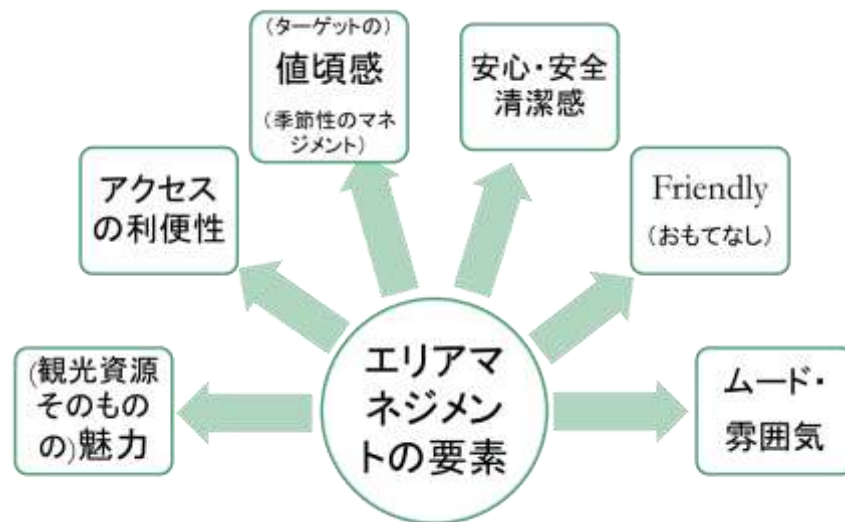 (ターゲットの)
値頃感
(季節性のマネ
ジメント)
安心・安全
清潔感
アクセス
の利便性
Friendly
(おもてなし)
(観光資源
そのもの
の)魅力
エリアマ
ネジメン
トの要素
ムード・
雰囲気